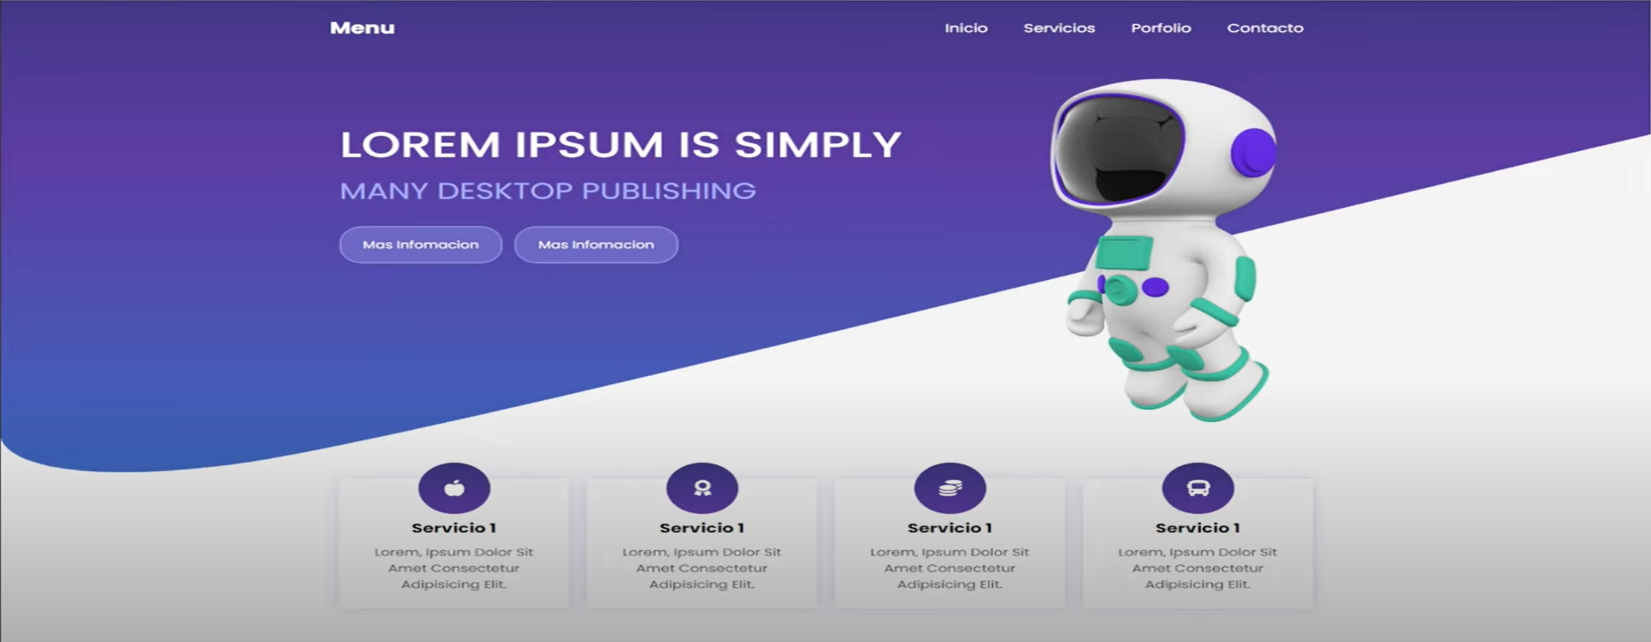 Menu
Inicio Servicios Porfolio Contacto
LOREM IPSUM IS SIMPLY
MANY DESKTOP PUBLISHING
Mas Infomacion Mas Infomacion
Servicio 1
Lorem, Ipsum Dolor Sit
Amet Consectetur
Adipisicing Elit.
Servicio 1
Lorem, Ipsum Dolor Sit
Amet Consectetur
Adipisicing Elit.
Servicio 1
Lorem, Ipsum Dolor Sit
Amet Consectetur
Adipisicing Elit.
Servicio 1
Lorem, Ipsum Dolor Sit
Amet Consectetur
Adipisicing Elit.